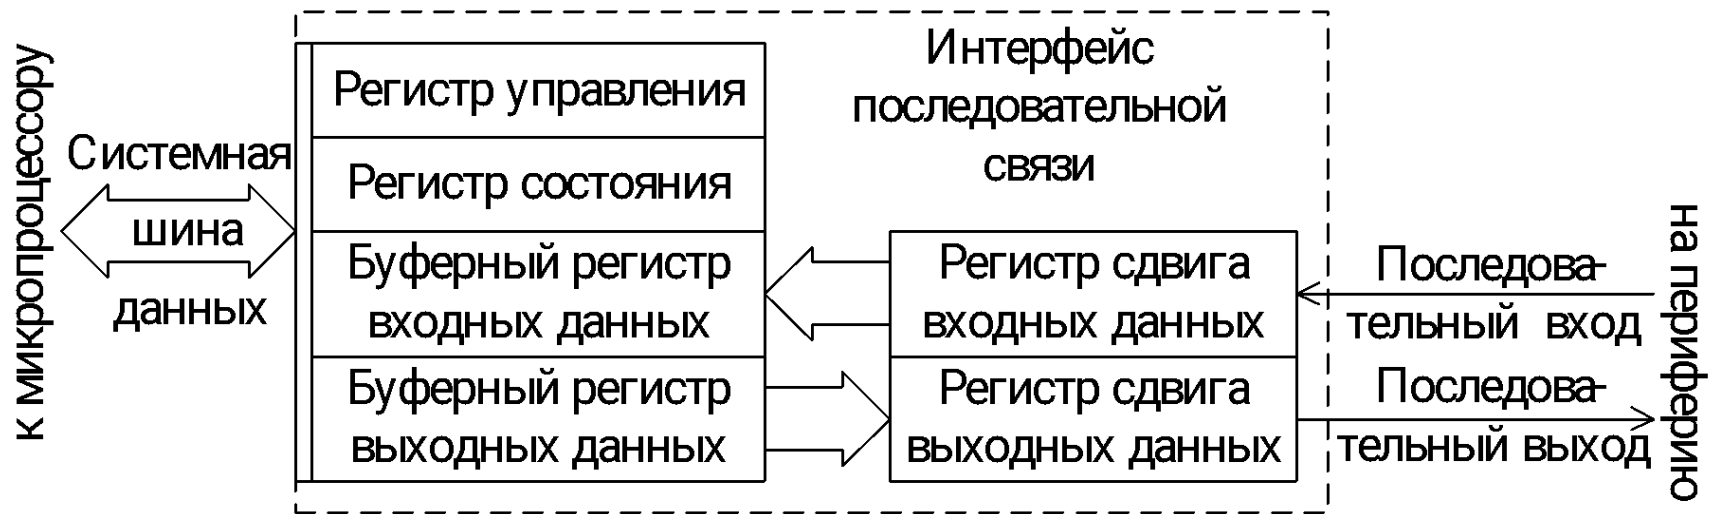 к микропроцессору
Системная
шина
данных
Регистр управления
Регистр состояния
Буферный регистр
входных данных
Буферный регистр
выходных данных
Интерфейс
последовательной
связи
Регистр сдвига
входных данных
Регистр сдвига
выходных данных
Последова-
тельный вход
Последова-
тельный выход
на периферию